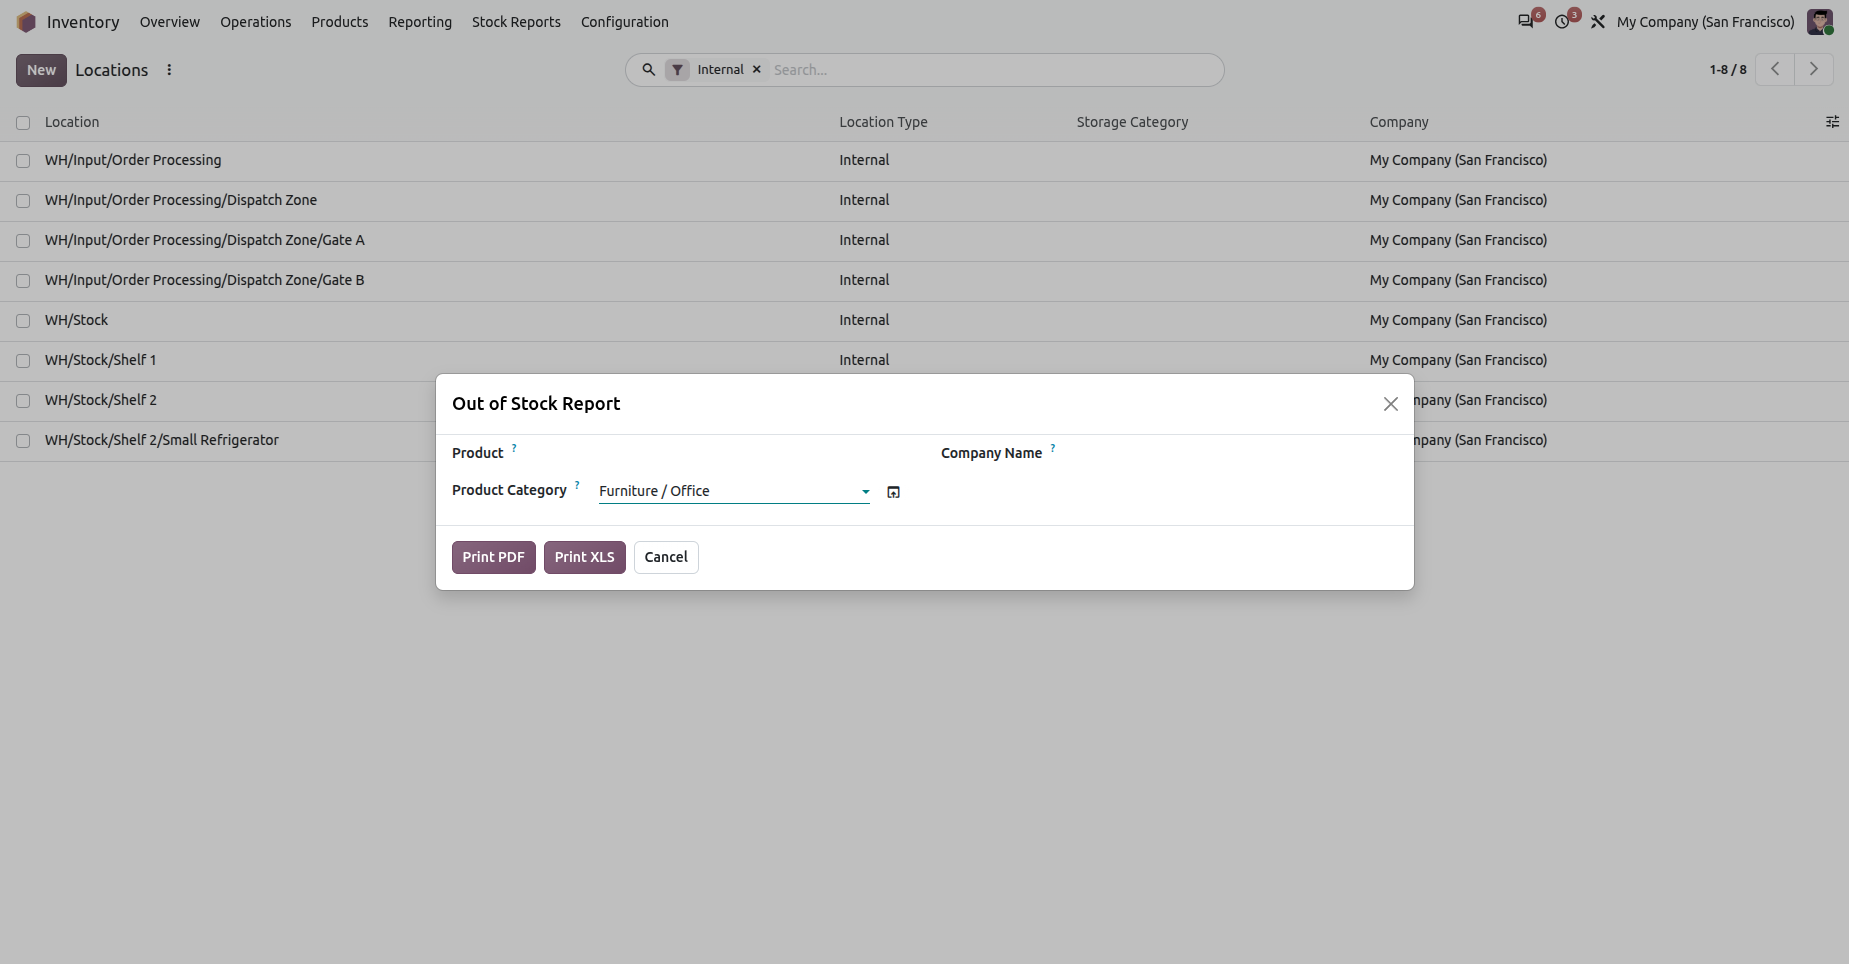 Inventory Overview Operations Products Reporting Stock Reports Configuration 6 3 My Company (San Francisco)
New Locations Internal × Search... 1-8 / 8
Location Location Type Storage Category Company
WH/Input/Order Processing Internal My Company (San Francisco)
WH/Input/Order Processing/Dispatch Zone Internal My Company (San Francisco)
WH/Input/Order Processing/Dispatch Zone/Gate A Internal My Company (San Francisco)
WH/Input/Order Processing/Dispatch Zone/Gate B Internal My Company (San Francisco)
WH/Stock Internal My Company (San Francisco)
WH/Stock/Shelf 1 Internal My Company (San Francisco)
WH/Stock/Shelf 2 mpany (San Francisco)
Out of Stock Report
WH/Stock/Shelf 2/Small Refrigerator mpany (San Francisco)
Product ? Company Name ?
Product Category ? Furniture / Office
Print PDF Print XLS Cancel